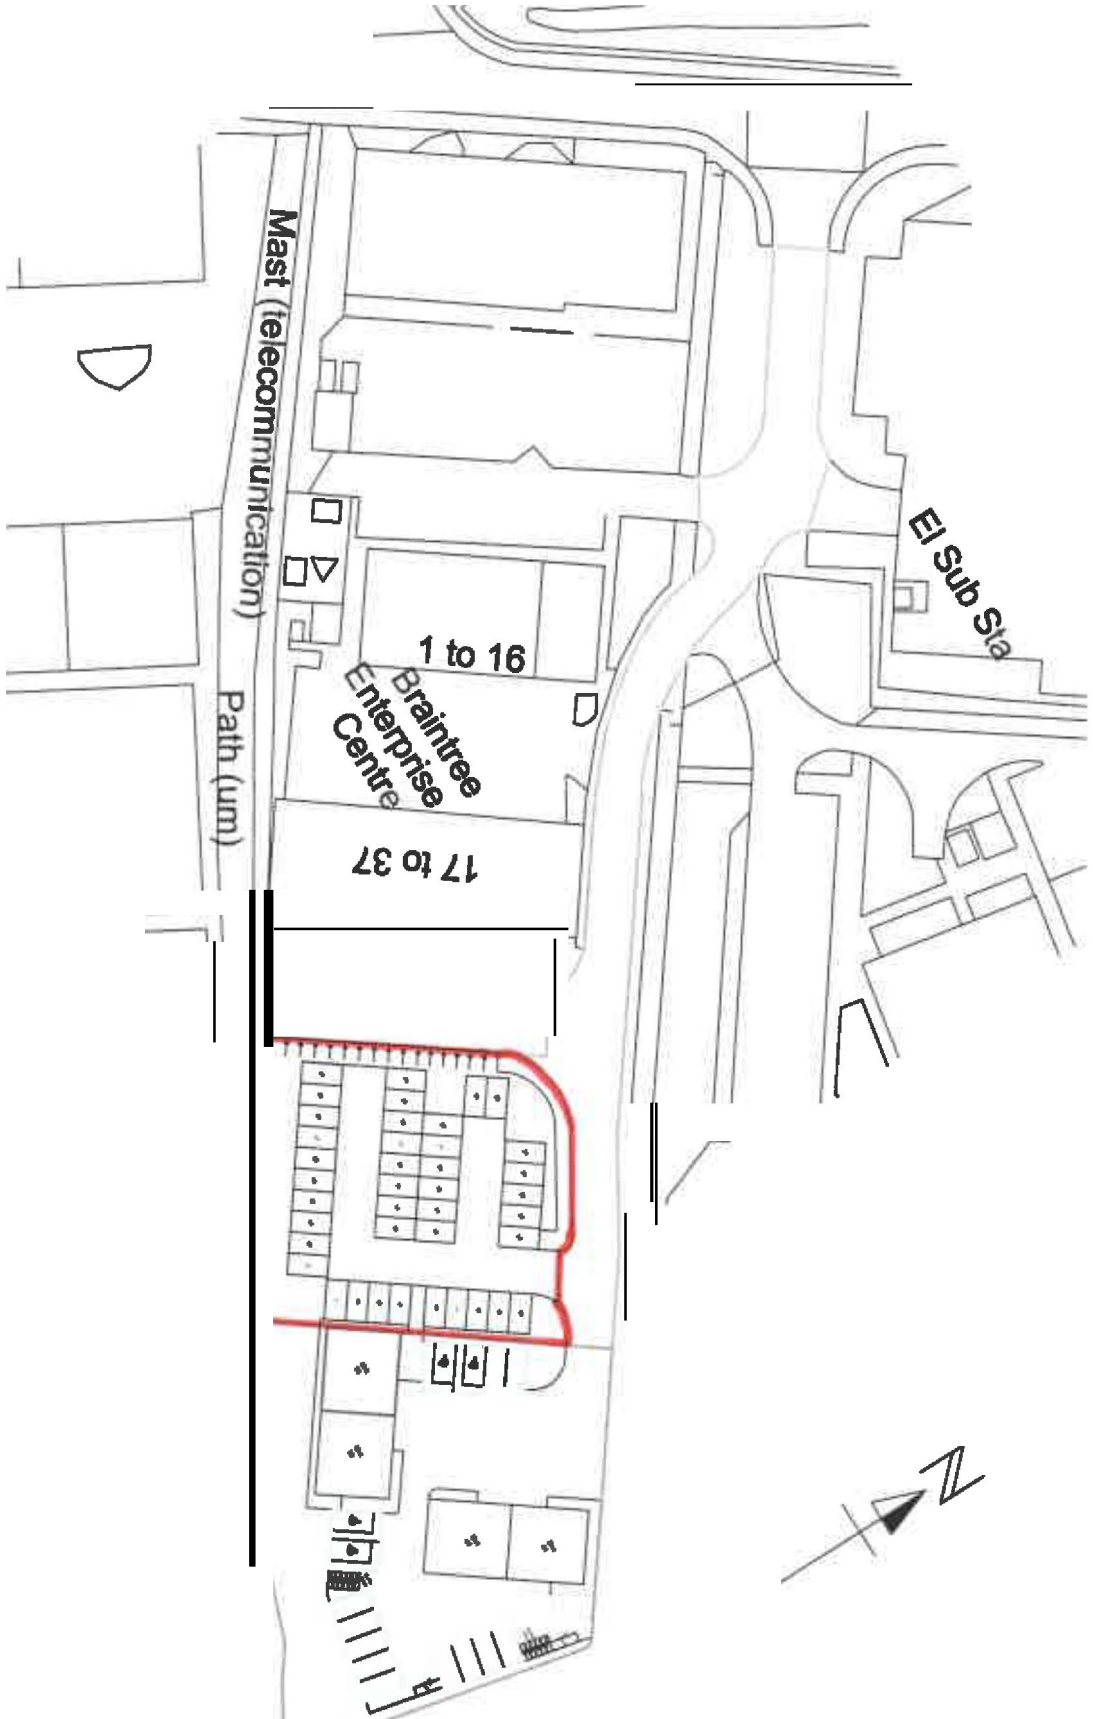 Mast (telecommunication)
El Sub Sta
1 to 16
Braintree
Enterprise
Centre
Path (um)
17 to 37
N